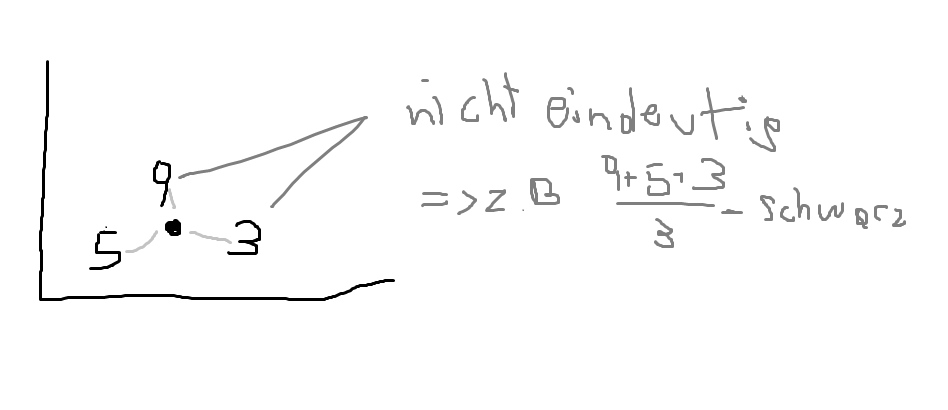 nicht eindeutig
=> z.B (9+5+3)/3 - schwarz
9
5 3